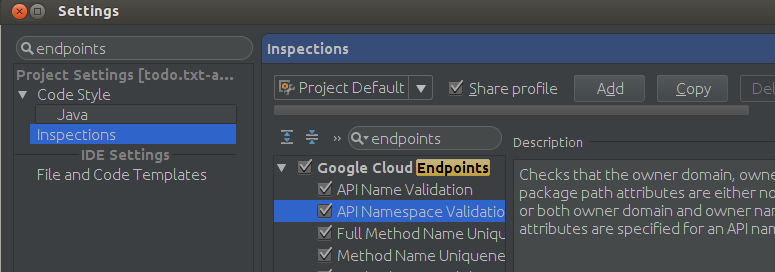 Settings
endpoints
Project Settings [todo.txt-a...
Code Style
Java
Inspections
IDE Settings
File and Code Templates
Inspections
Project Default
Share profile
Add
Copy
»
endpoints
Google Cloud Endpoints
API Name Validation
API Namespace Validatio
Full Method Name Uniqu
Method Name Uniquene
Description
Checks that the owner domain, owne
package path attributes are either no
or both owner domain and owner nam
attributes are specified for an API nam